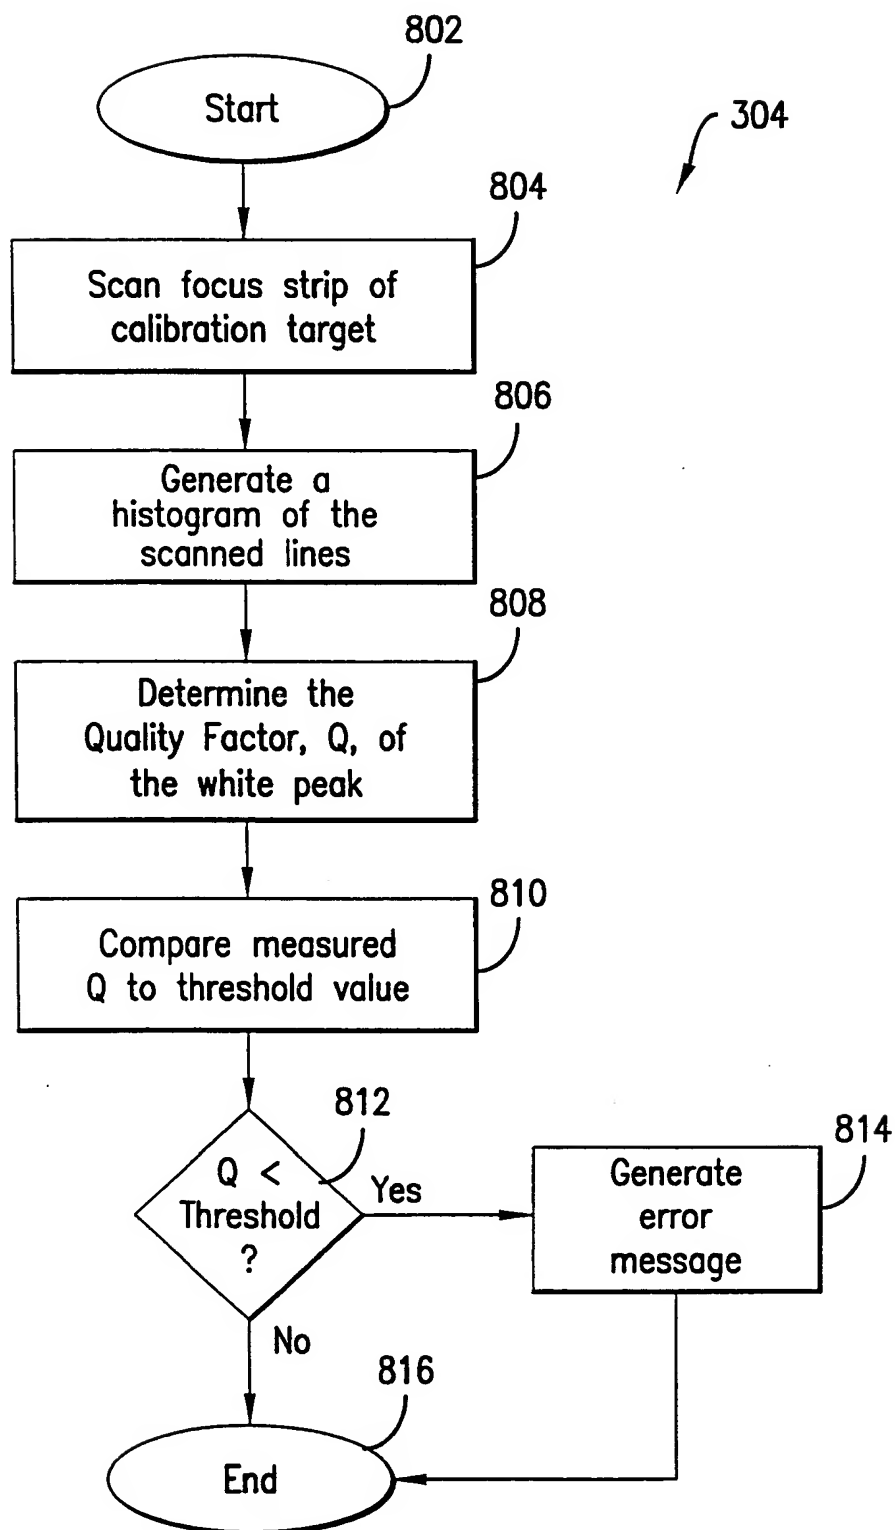 802
Start
304
804
Scan focus strip of
calibration target
806
Generate a
histogram of the
scanned lines
808
Determine the
Quality Factor, Q, of
the white peak
810
Compare measured
Q to threshold value
812
Q <
Threshold
?
Yes
814
Generate
error
message
No
816
End